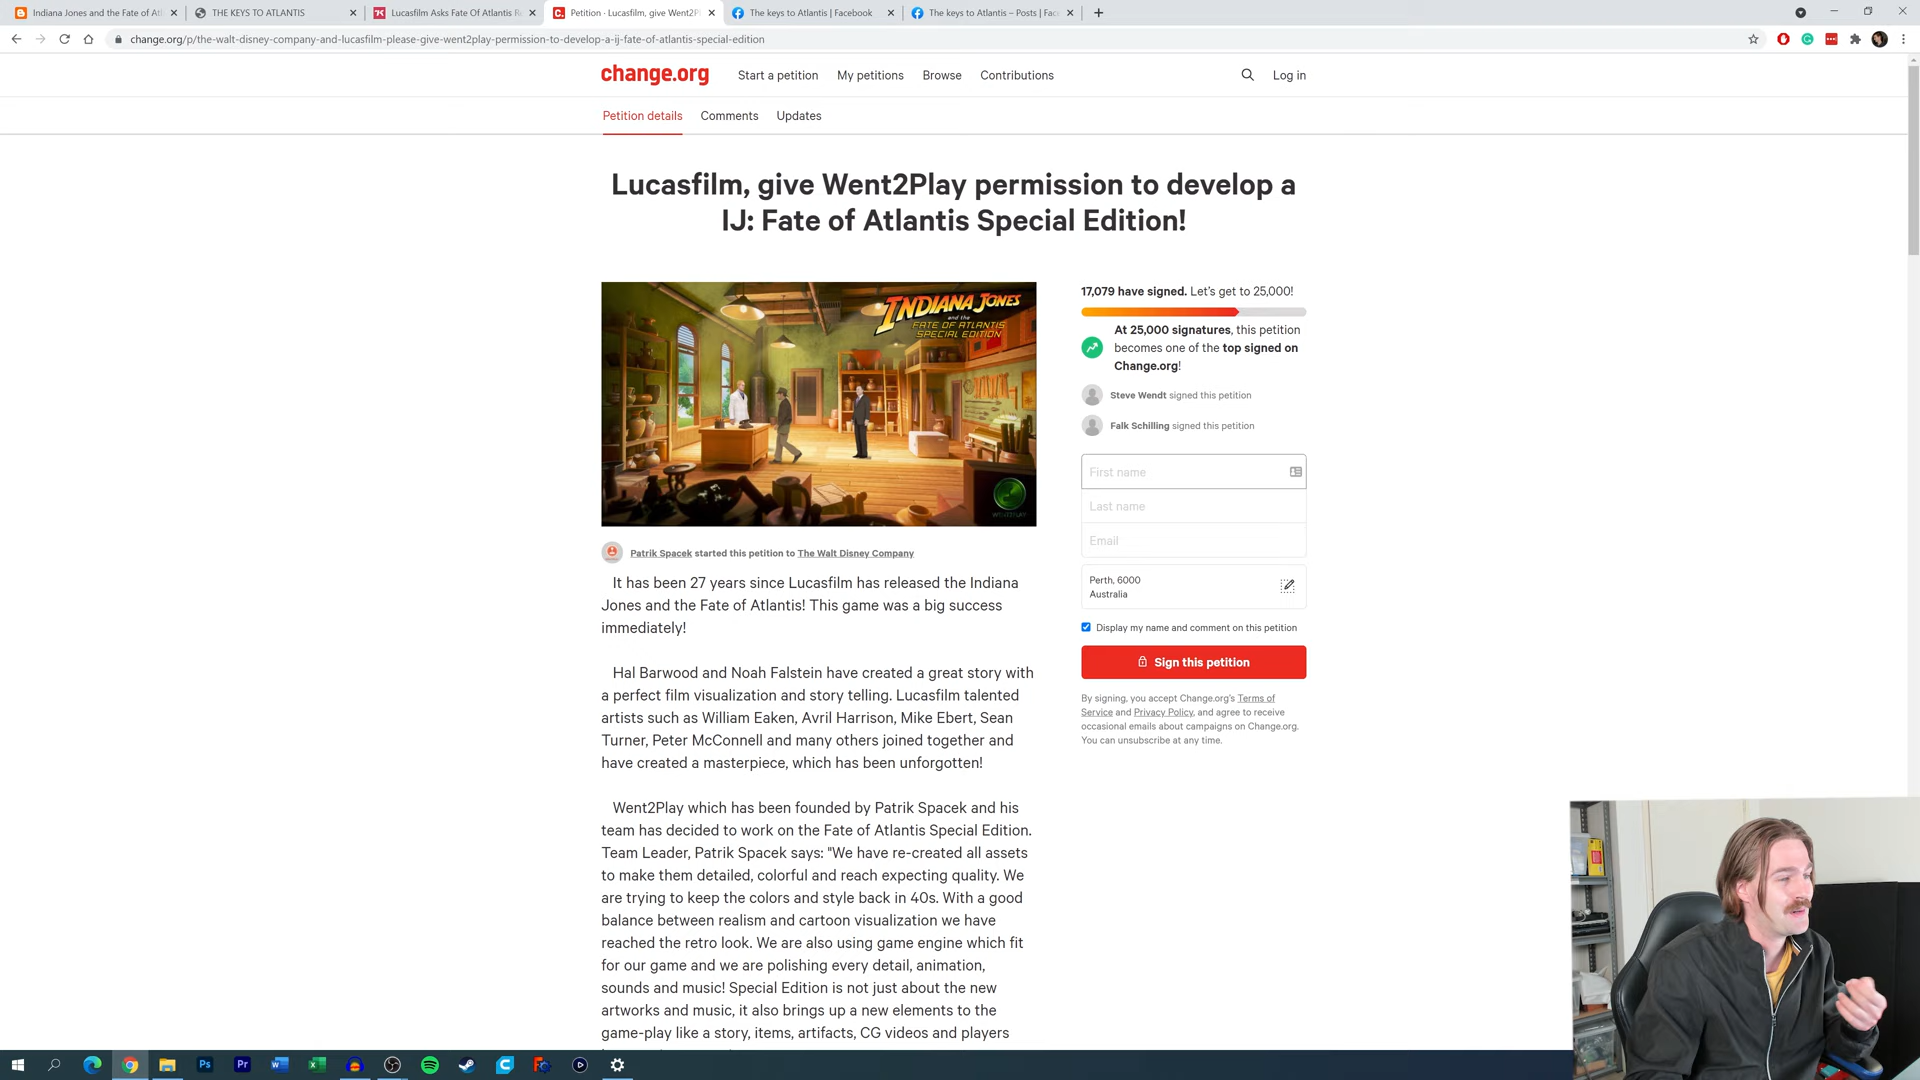 Indiana Jones and the Fate of Atl
THE KEYS TO ATLANTIS
Lucasfilm Asks Fate Of Atlantis R
Petition · Lucasfilm, give Went2P
The keys to Atlantis | Facebook
The keys to Atlantis – Posts | Fac
change.org/p/the-walt-disney-company-and-lucasfilm-please-give-went2play-permission-to-develop-a-ij-fate-of-atlantis-special-edition
change.org
Start a petition
My petitions
Browse
Contributions
Log in
Petition details
Comments
Updates
Lucasfilm, give Went2Play permission to develop a
IJ: Fate of Atlantis Special Edition!
INDIANA JONES
and the
FATE OF ATLANTIS
SPECIAL EDITION
Patrik Spacek started this petition to The Walt Disney Company
It has been 27 years since Lucasfilm has released the Indiana
Jones and the Fate of Atlantis! This game was a big success
immediately!
Hal Barwood and Noah Falstein have created a great story with
a perfect film visualization and story telling. Lucasfilm talented
artists such as William Eaken, Avril Harrison, Mike Ebert, Sean
Turner, Peter McConnell and many others joined together and
have created a masterpiece, which has been unforgotten!
Went2Play which has been founded by Patrik Spacek and his
team has decided to work on the Fate of Atlantis Special Edition.
Team Leader, Patrik Spacek says: "We have re-created all assets
to make them detailed, colorful and reach expecting quality. We
are trying to keep the colors and style back in 40s. With a good
balance between realism and cartoon visualization we have
reached the retro look. We are also using game engine which fit
for our game and we are polishing every detail, animation,
sounds and music! Special Edition is not just about the new
artworks and music, it also brings up a new elements to the
game-play like a story, items, artifacts, CG videos and players
17,079 have signed. Let's get to 25,000!
At 25,000 signatures, this petition
becomes one of the top signed on
Change.org!
Steve Wendt signed this petition
Falk Schilling signed this petition
First name
Last name
Email
Perth, 6000
Australia
Display my name and comment on this petition
Sign this petition
By signing, you accept Change.org's Terms of
Service and Privacy Policy, and agree to receive
occasional emails about campaigns on Change.org.
You can unsubscribe at any time.
Ps
Pr